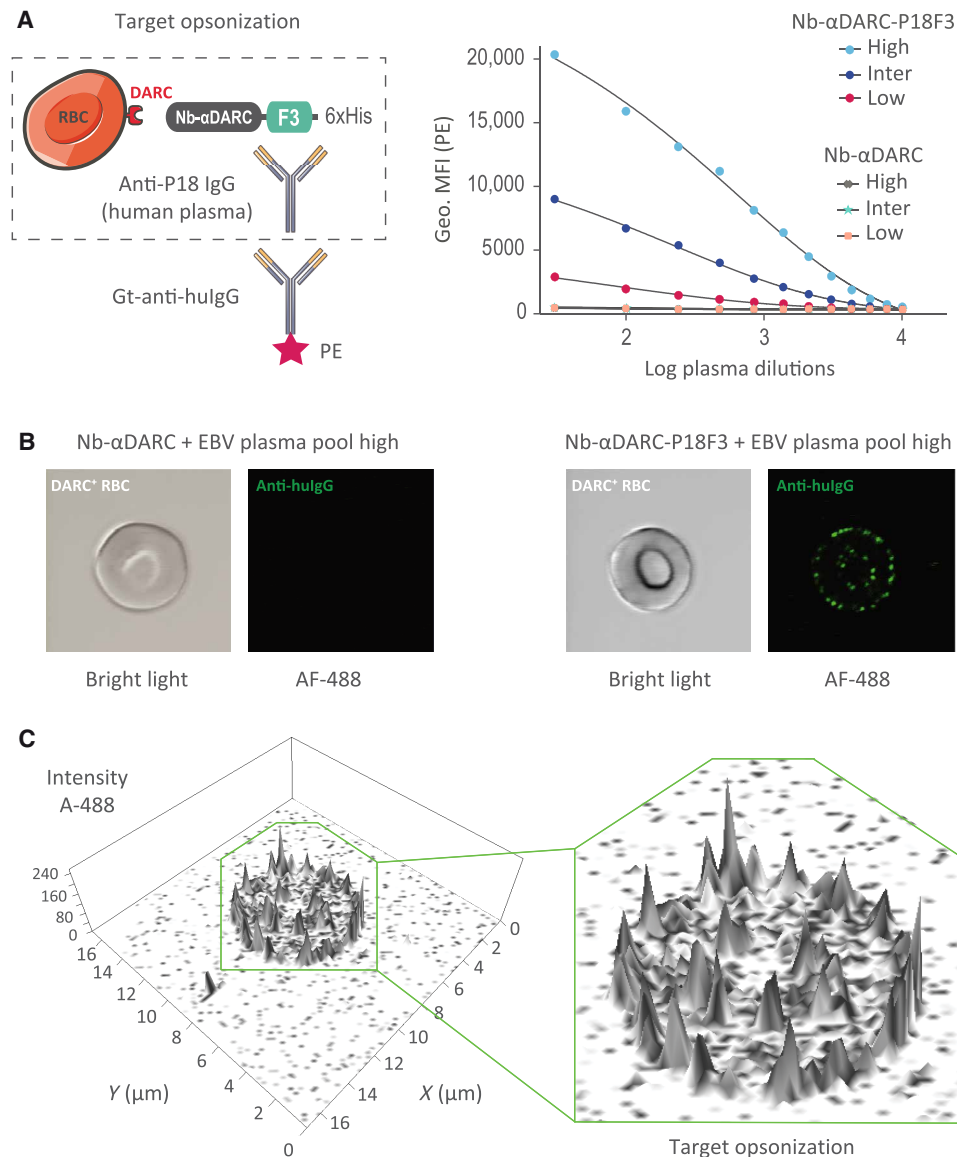 A
Target opsonization
RBC
DARC
Nb-αDARC
F3
6xHis
Anti-P18 IgG
(human plasma)
Gt-anti-huIgG
PE
Geo. MFI (PE)
20,000
15,000
10,000
5000
0
2
3
4
Log plasma dilutions
Nb-αDARC-P18F3
High
Inter
Low
Nb-αDARC
High
Inter
Low
B
Nb-αDARC + EBV plasma pool high
DARC⁺ RBC
Anti-huIgG
Bright light
AF-488
Nb-αDARC-P18F3 + EBV plasma pool high
DARC⁺ RBC
Anti-huIgG
Bright light
AF-488
C
Intensity
A-488
240
160
80
0
16
14
12
10
8
6
4
2
0
Y (μm)
0
2
4
6
8
10
12
14
16
X (μm)
Target opsonization